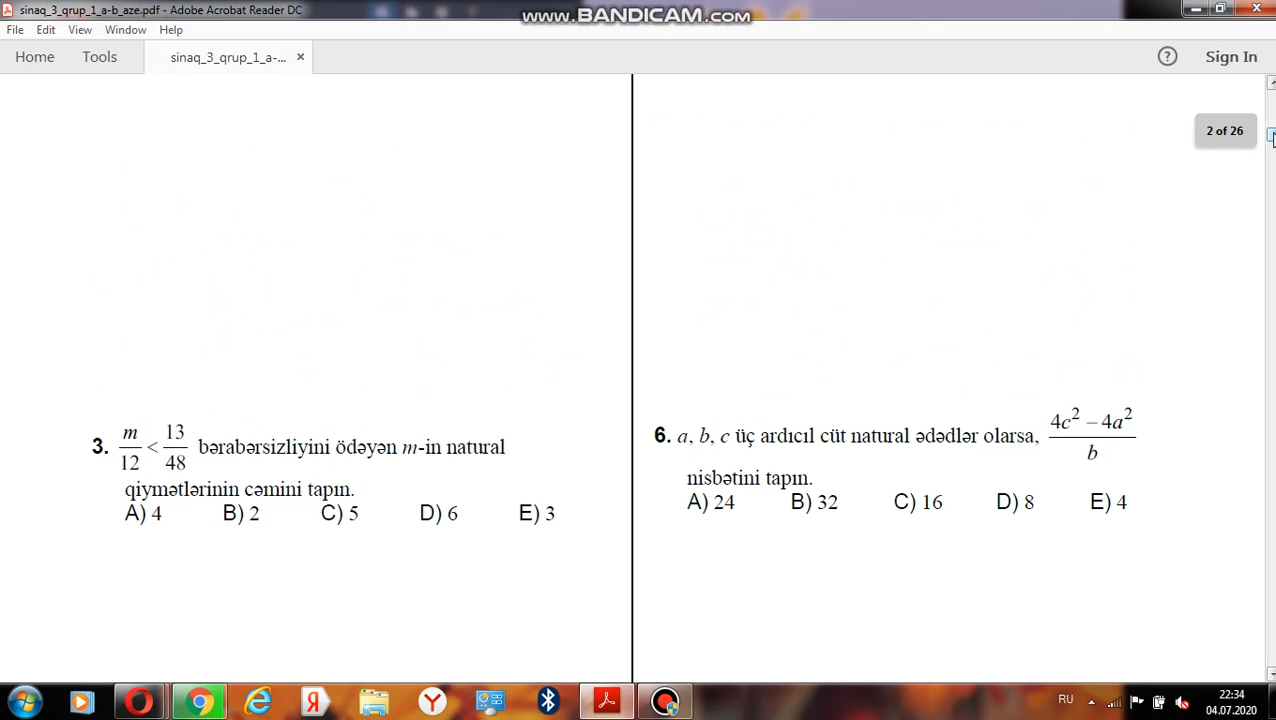 sinaq_3_qrup_1_a-b_aze.pdf - Adobe Acrobat Reader DC
www.BANDICAM.com
File Edit View Window Help
Home Tools sinaq_3_qrup_1_a-... × ? Sign In
2 of 26
3. m/12 < 13/48 bərabərsizliyini ödəyən m-in natural
qiymətlərinin cəmini tapın.
A) 4 B) 2 C) 5 D) 6 E) 3
6. a, b, c üç ardıcıl cüt natural ədədlər olarsa, (4c² – 4a²)/b
nisbətini tapın.
A) 24 B) 32 C) 16 D) 8 E) 4
RU
22:34
04.07.2020